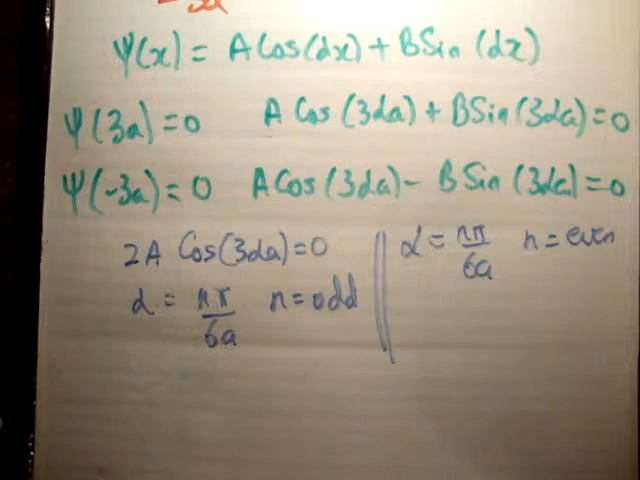 -3a
Ψ(x) = A Cos(αx) + B Sin(αx)
Ψ(3a) = 0 A Cos(3αa) + B Sin(3αa) = 0
Ψ(-3a) = 0 A Cos(3αa) - B Sin(3αa) = 0
2A Cos(3αa) = 0 || α = nπ/6a n = even
α = nπ/6a n = odd